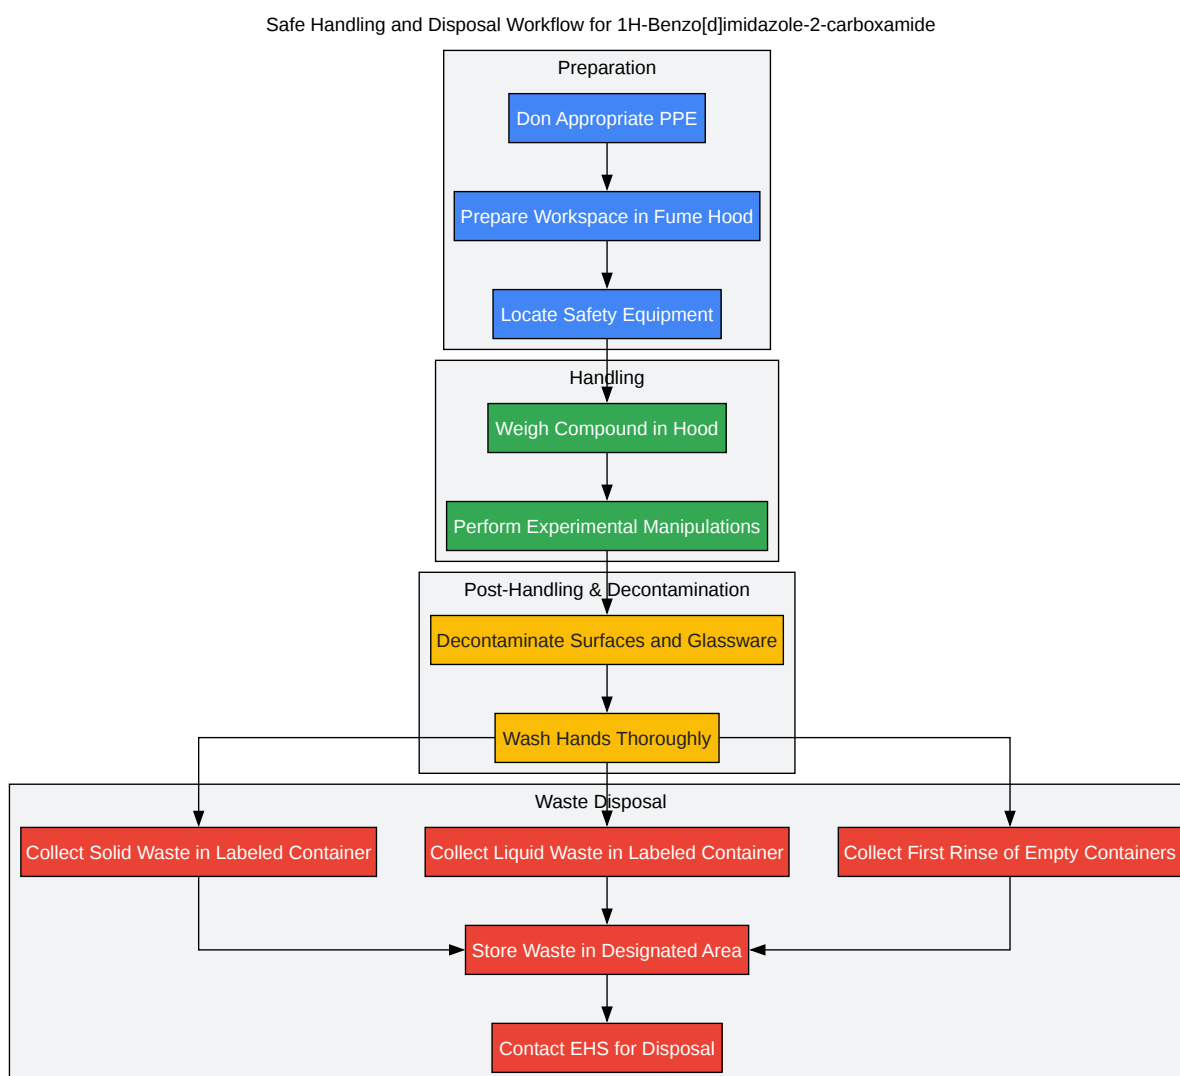 Safe Handling and Disposal Workflow for 1H-Benzo[d]imidazole-2-carboxamide
Preparation
Don Appropriate PPE
Prepare Workspace in Fume Hood
Locate Safety Equipment
Handling
Weigh Compound in Hood
Perform Experimental Manipulations
Post-Handling & Decontamination
Decontaminate Surfaces and Glassware
Wash Hands Thoroughly
Waste Disposal
Collect Solid Waste in Labeled Container
Collect Liquid Waste in Labeled Container
Collect First Rinse of Empty Containers
Store Waste in Designated Area
Contact EHS for Disposal